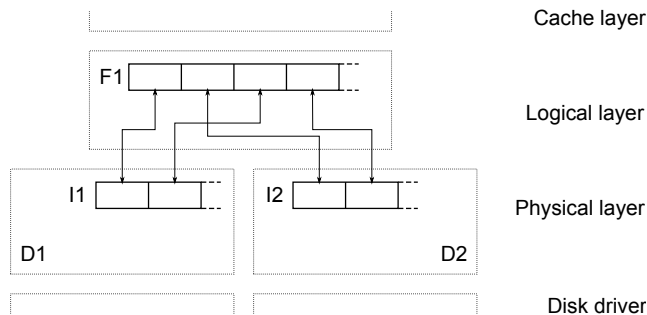 Cache layer
F1
Logical layer
I1
I2
Physical layer
D1
D2
Disk driver